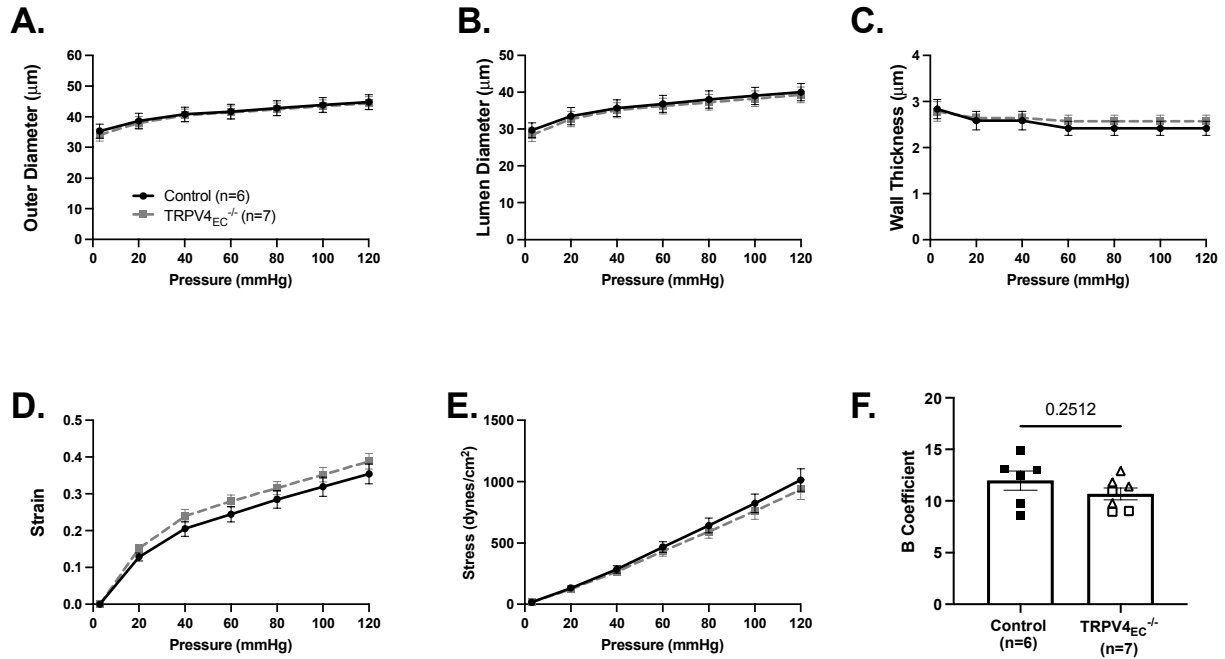 A.
Outer Diameter (μm)
60
50
40
30
20
10
0
Control (n=6)
TRPV4EC-/- (n=7)
0 20 40 60 80 100 120
Pressure (mmHg)
B.
Lumen Diameter (μm)
50
40
30
20
10
0
0 20 40 60 80 100 120
Pressure (mmHg)
C.
Wall Thickness (μm)
4
3
2
1
0
0 20 40 60 80 100 120
Pressure (mmHg)
D.
Strain
0.5
0.4
0.3
0.2
0.1
0.0
0 20 40 60 80 100 120
Pressure (mmHg)
E.
Stress (dynes/cm2)
1500
1000
500
0
0 20 40 60 80 100 120
Pressure (mmHg)
F.
B Coefficient
20
15
10
5
0
0.2512
Control
(n=6)
TRPV4EC-/-
(n=7)